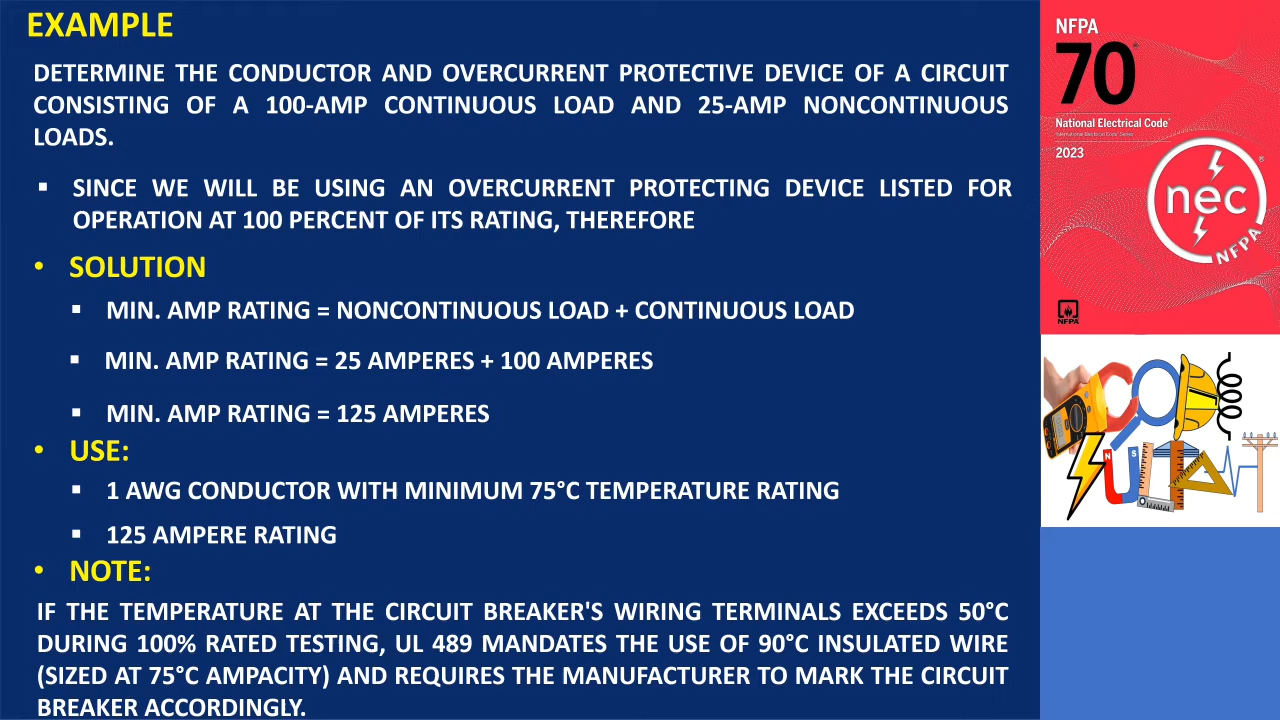 EXAMPLE
DETERMINE THE CONDUCTOR AND OVERCURRENT PROTECTIVE DEVICE OF A CIRCUIT
CONSISTING OF A 100-AMP CONTINUOUS LOAD AND 25-AMP NONCONTINUOUS
LOADS.
▪ SINCE WE WILL BE USING AN OVERCURRENT PROTECTING DEVICE LISTED FOR
OPERATION AT 100 PERCENT OF ITS RATING, THEREFORE
• SOLUTION
▪ MIN. AMP RATING = NONCONTINUOUS LOAD + CONTINUOUS LOAD
▪ MIN. AMP RATING = 25 AMPERES + 100 AMPERES
▪ MIN. AMP RATING = 125 AMPERES
• USE:
▪ 1 AWG CONDUCTOR WITH MINIMUM 75°C TEMPERATURE RATING
▪ 125 AMPERE RATING
• NOTE:
IF THE TEMPERATURE AT THE CIRCUIT BREAKER'S WIRING TERMINALS EXCEEDS 50°C
DURING 100% RATED TESTING, UL 489 MANDATES THE USE OF 90°C INSULATED WIRE
(SIZED AT 75°C AMPACITY) AND REQUIRES THE MANUFACTURER TO MARK THE CIRCUIT
BREAKER ACCORDINGLY.
NFPA
70®
National Electrical Code®
International Electrical Code® Series
2023
nec®
NFPA
NFPA
N S